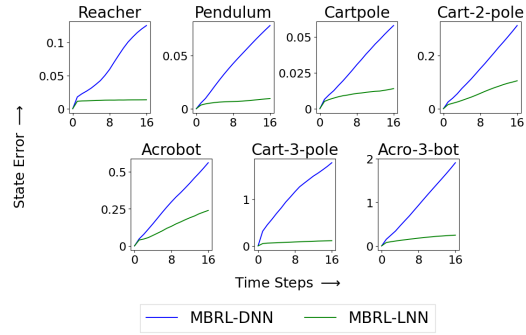 Reacher Pendulum Cartpole Cart-2-pole
0.1
0.05
0
0 8 16
0.05
0
0 8 16
0.05
0.025
0
0 8 16
0.2
0
0 8 16
State Error ⟶
Acrobot Cart-3-pole Acro-3-bot
0.5
0.25
0
0 8 16
1
0
0 8 16
2
1
0
0 8 16
Time Steps ⟶
MBRL-DNN MBRL-LNN